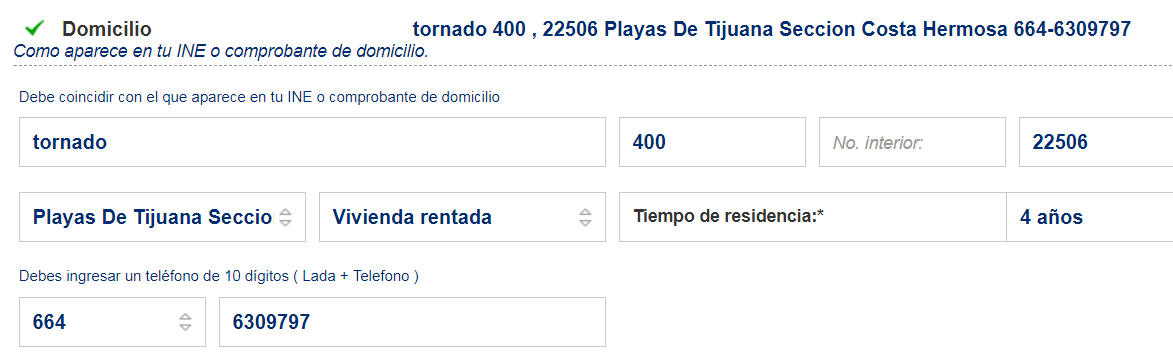 Domicilio tornado 400 , 22506 Playas De Tijuana Seccion Costa Hermosa 664-6309797
Como aparece en tu INE o comprobante de domicilio.
Debe coincidir con el que aparece en tu INE o comprobante de domicilio
tornado 400 No. interior: 22506
Playas De Tijuana Seccio Vivienda rentada Tiempo de residencia:* 4 años
Debes ingresar un teléfono de 10 dígitos ( Lada + Telefono )
664 6309797